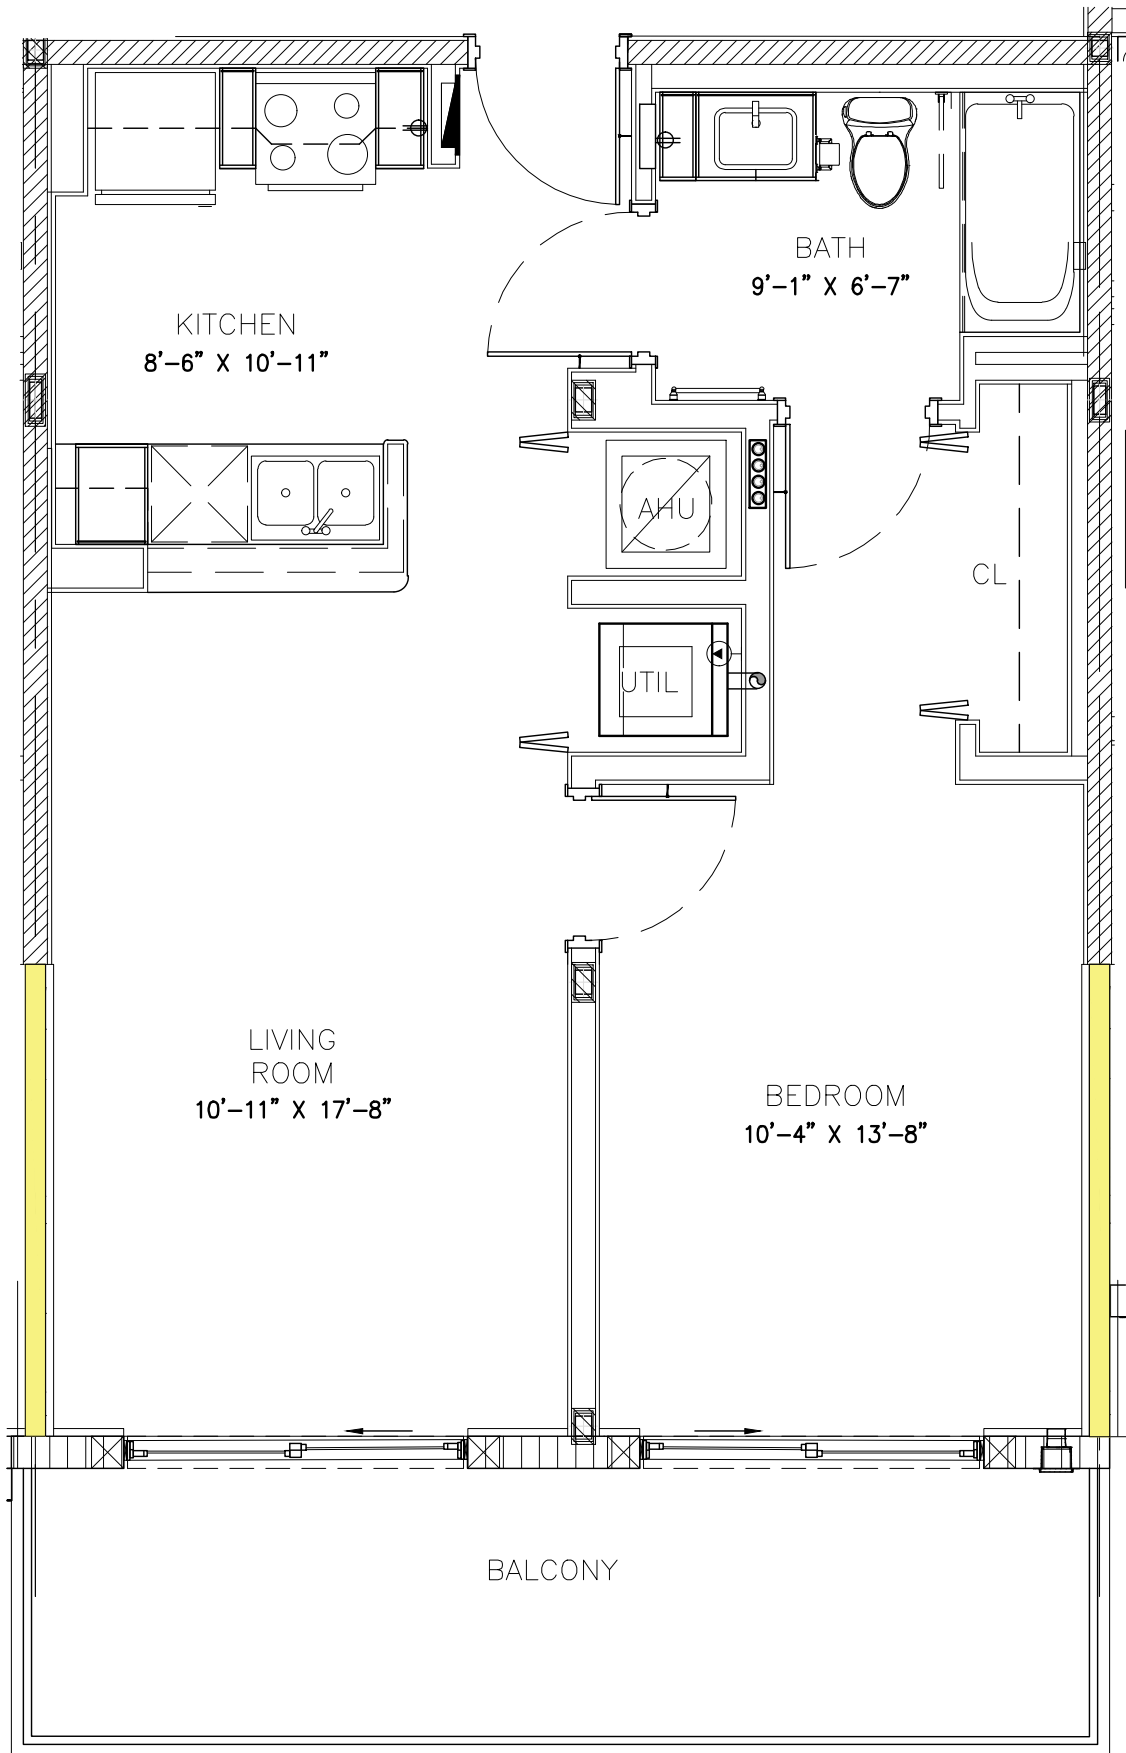 BATH
9'-1" X 6'-7"
KITCHEN
8'-6" X 10'-11"
AHU
CL
UTIL
LIVING
ROOM
10'-11" X 17'-8"
BEDROOM
10'-4" X 13'-8"
BALCONY